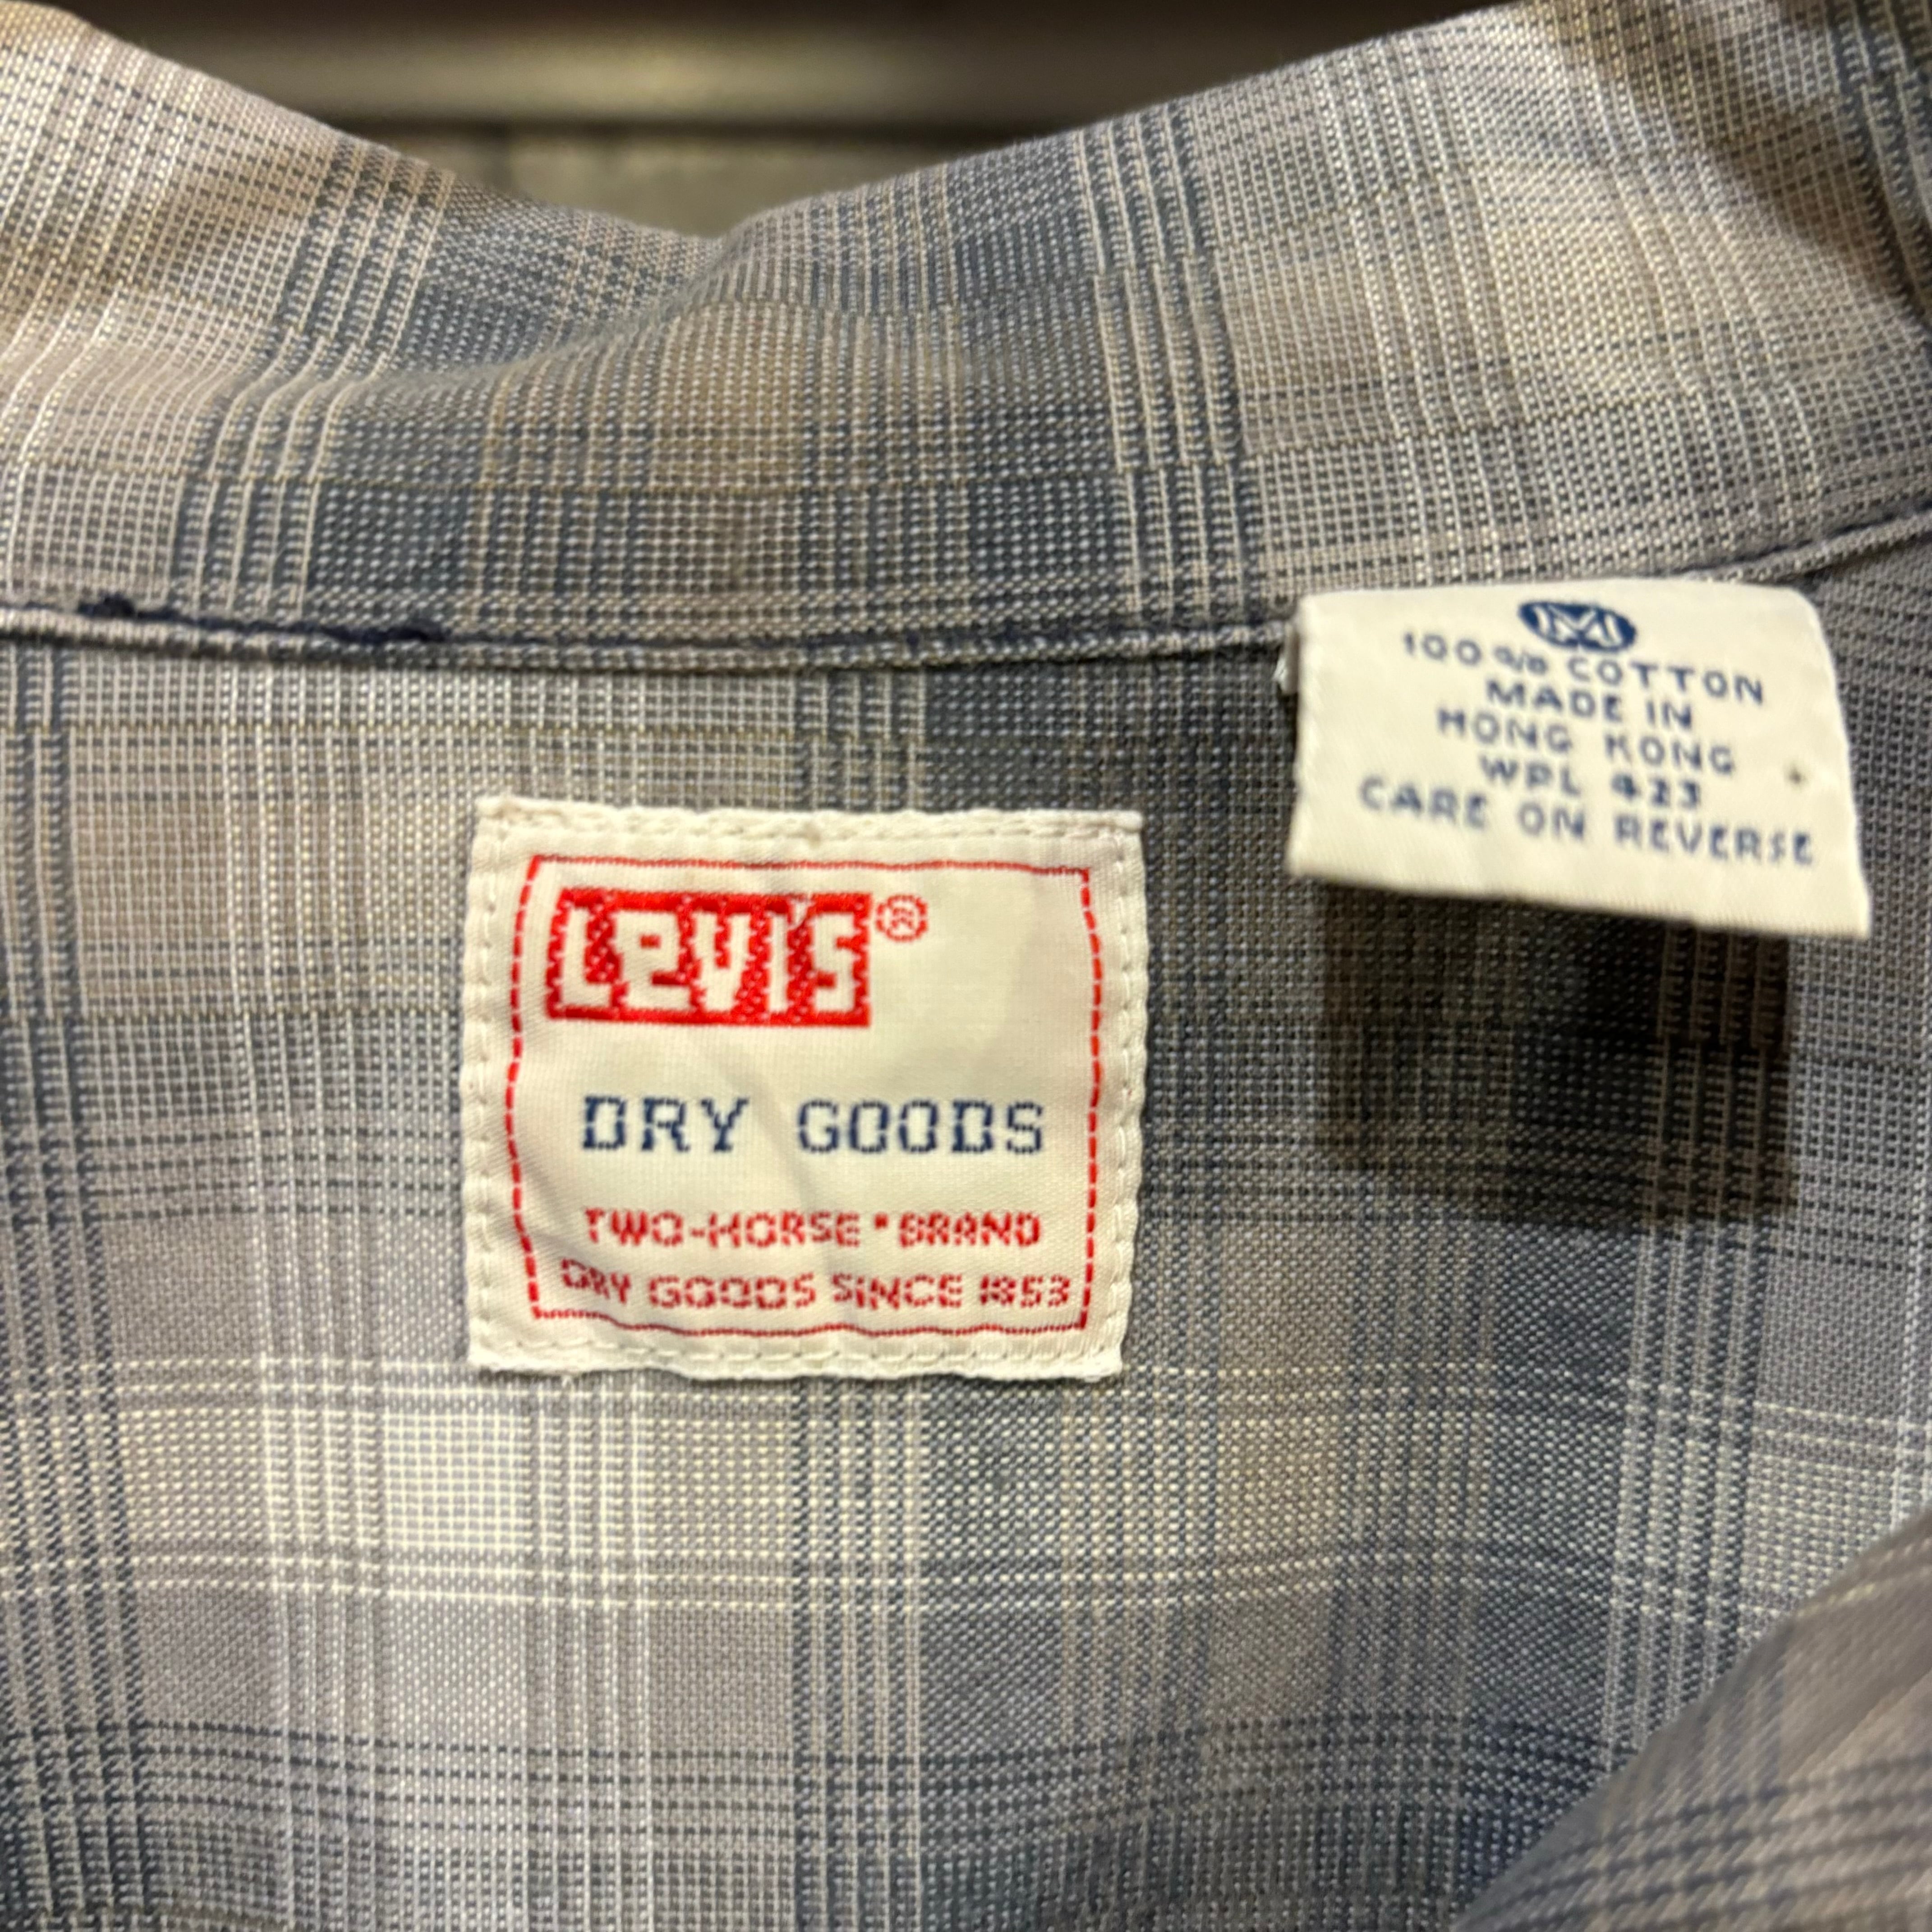 LEVI'S®
DRY GOODS
TWO-HORSE • BRAND
DRY GOODS SINCE 1853
M
100% COTTON
MADE IN
HONG KONG
WPL 423
CARE ON REVERSE